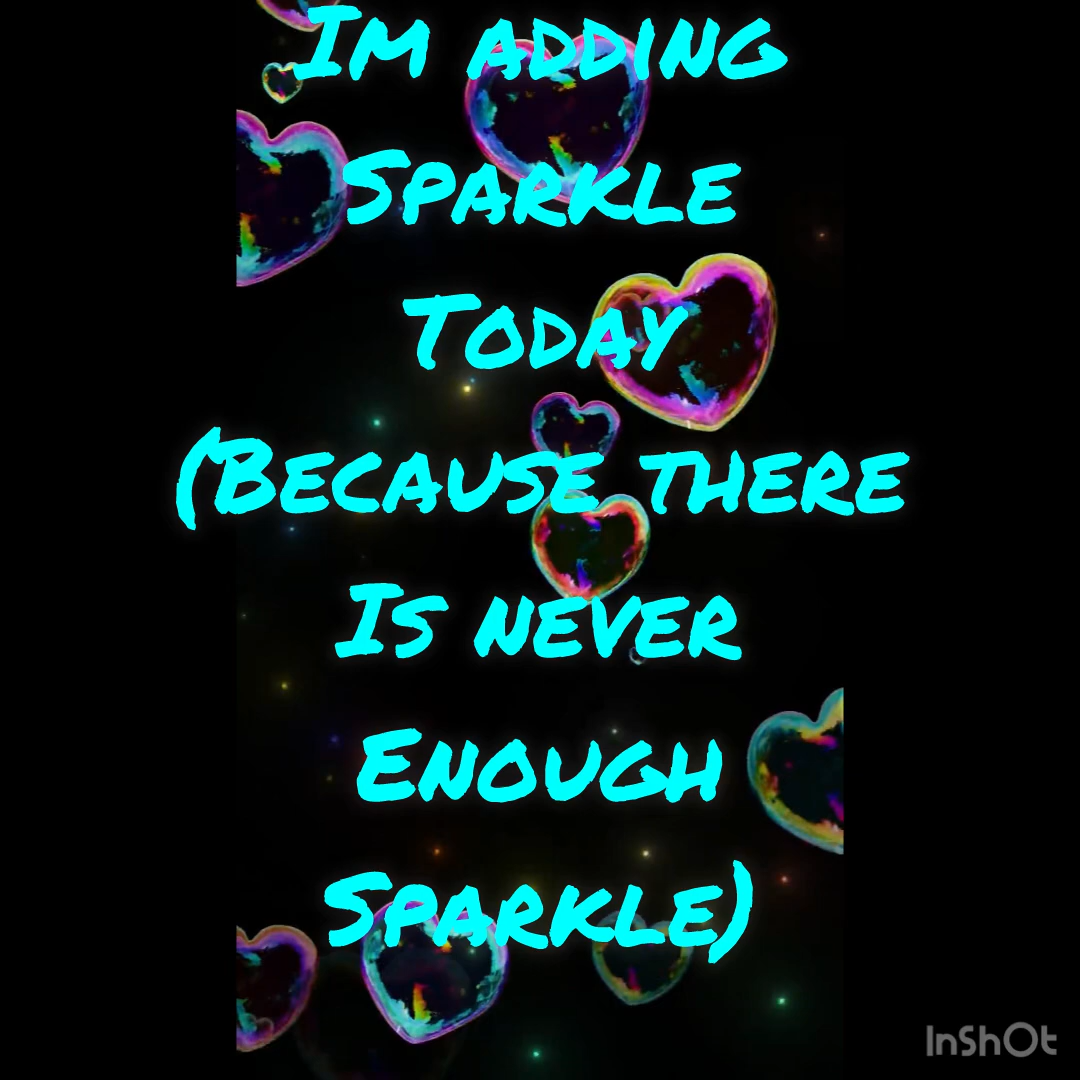 Im adding
Sparkle
Today
(Because there
Is never
Enough
Sparkle)
InShOt